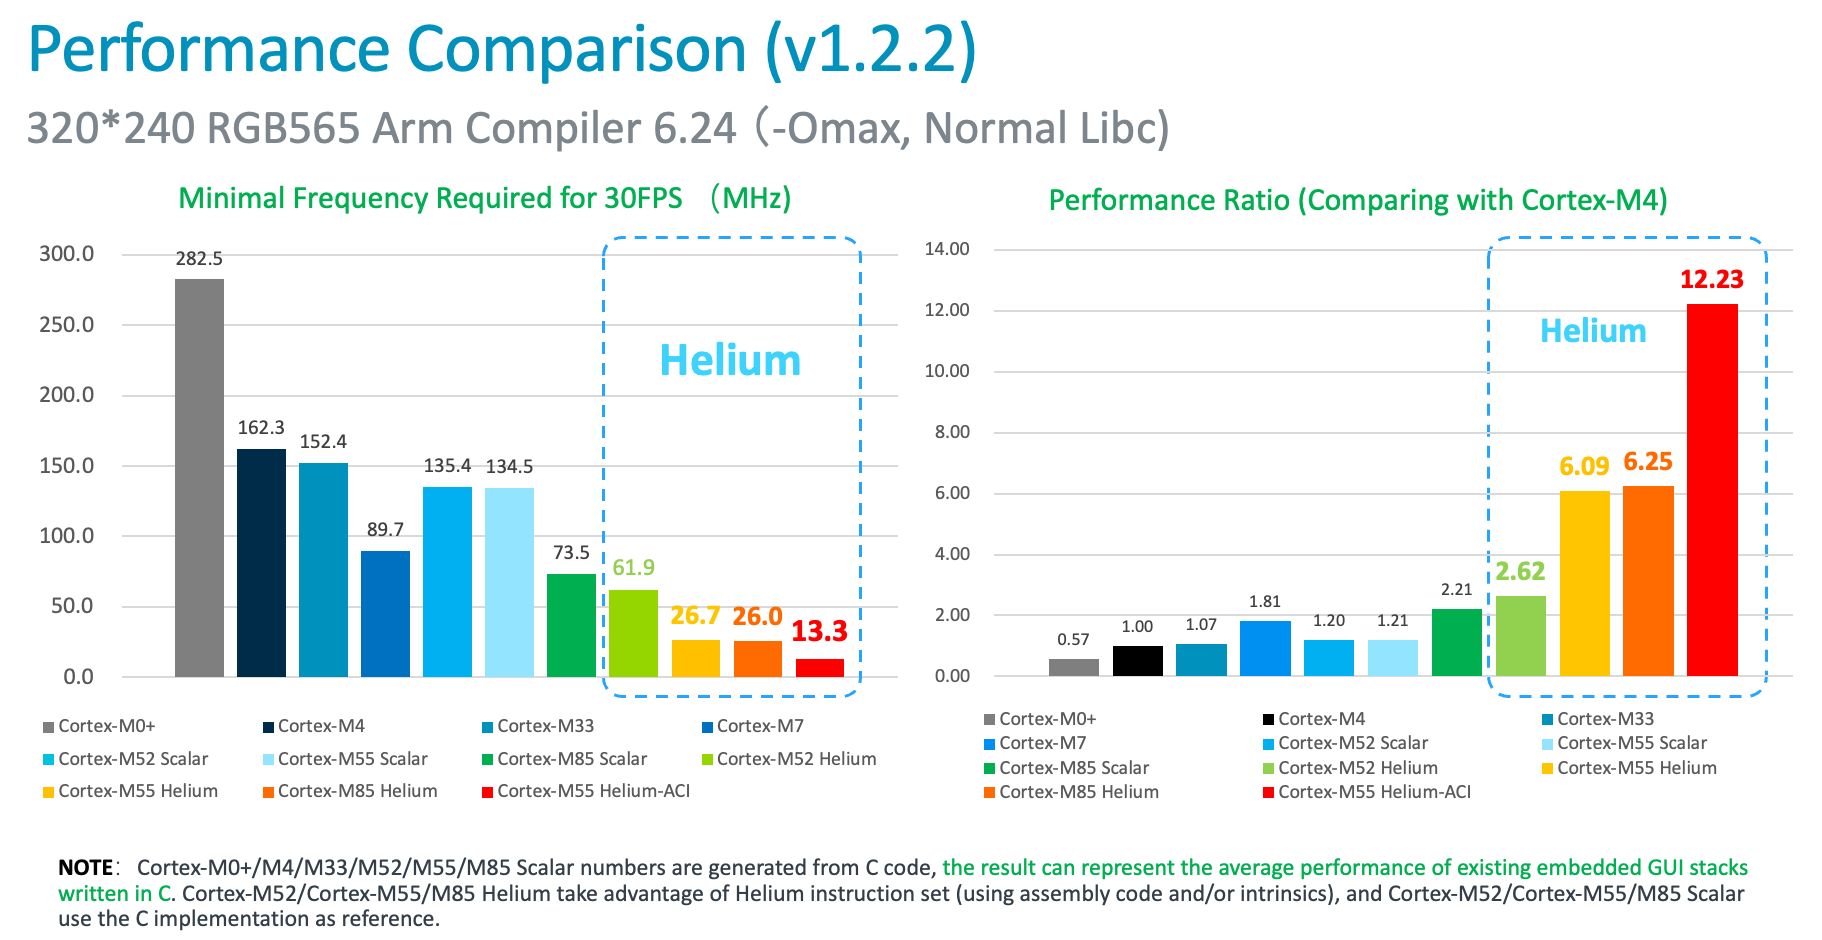 Performance Comparison (v1.2.2)
320*240 RGB565 Arm Compiler 6.24 （-Omax, Normal Libc)
Minimal Frequency Required for 30FPS （MHz)
300.0
250.0
200.0
150.0
100.0
50.0
0.0
282.5
162.3
152.4
89.7
135.4
134.5
73.5
61.9
26.7
26.0
13.3
Helium
Cortex-M0+
Cortex-M4
Cortex-M33
Cortex-M7
Cortex-M52 Scalar
Cortex-M55 Scalar
Cortex-M85 Scalar
Cortex-M52 Helium
Cortex-M55 Helium
Cortex-M85 Helium
Cortex-M55 Helium-ACI
Performance Ratio (Comparing with Cortex-M4)
14.00
12.00
10.00
8.00
6.00
4.00
2.00
0.00
0.57
1.00
1.07
1.81
1.20
1.21
2.21
2.62
6.09
6.25
12.23
Helium
Cortex-M0+
Cortex-M4
Cortex-M33
Cortex-M7
Cortex-M52 Scalar
Cortex-M55 Scalar
Cortex-M85 Scalar
Cortex-M52 Helium
Cortex-M55 Helium
Cortex-M85 Helium
Cortex-M55 Helium-ACI
NOTE： Cortex-M0+/M4/M33/M52/M55/M85 Scalar numbers are generated from C code, the result can represent the average performance of existing embedded GUI stacks
written in C. Cortex-M52/Cortex-M55/M85 Helium take advantage of Helium instruction set (using assembly code and/or intrinsics), and Cortex-M52/Cortex-M55/M85 Scalar
use the C implementation as reference.